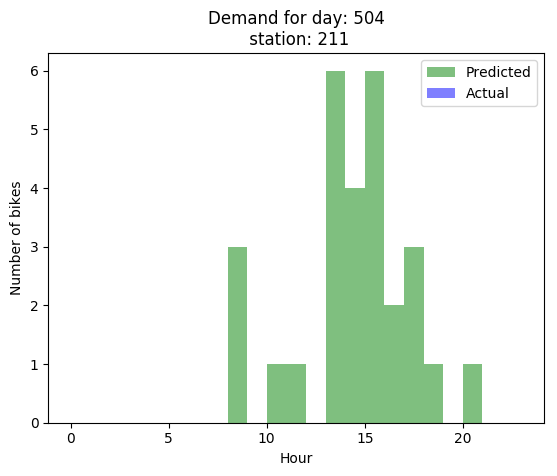 Demand for day: 504
station: 211
Predicted
Actual
Number of bikes
6
5
4
3
2
1
0
0 5 10 15 20
Hour